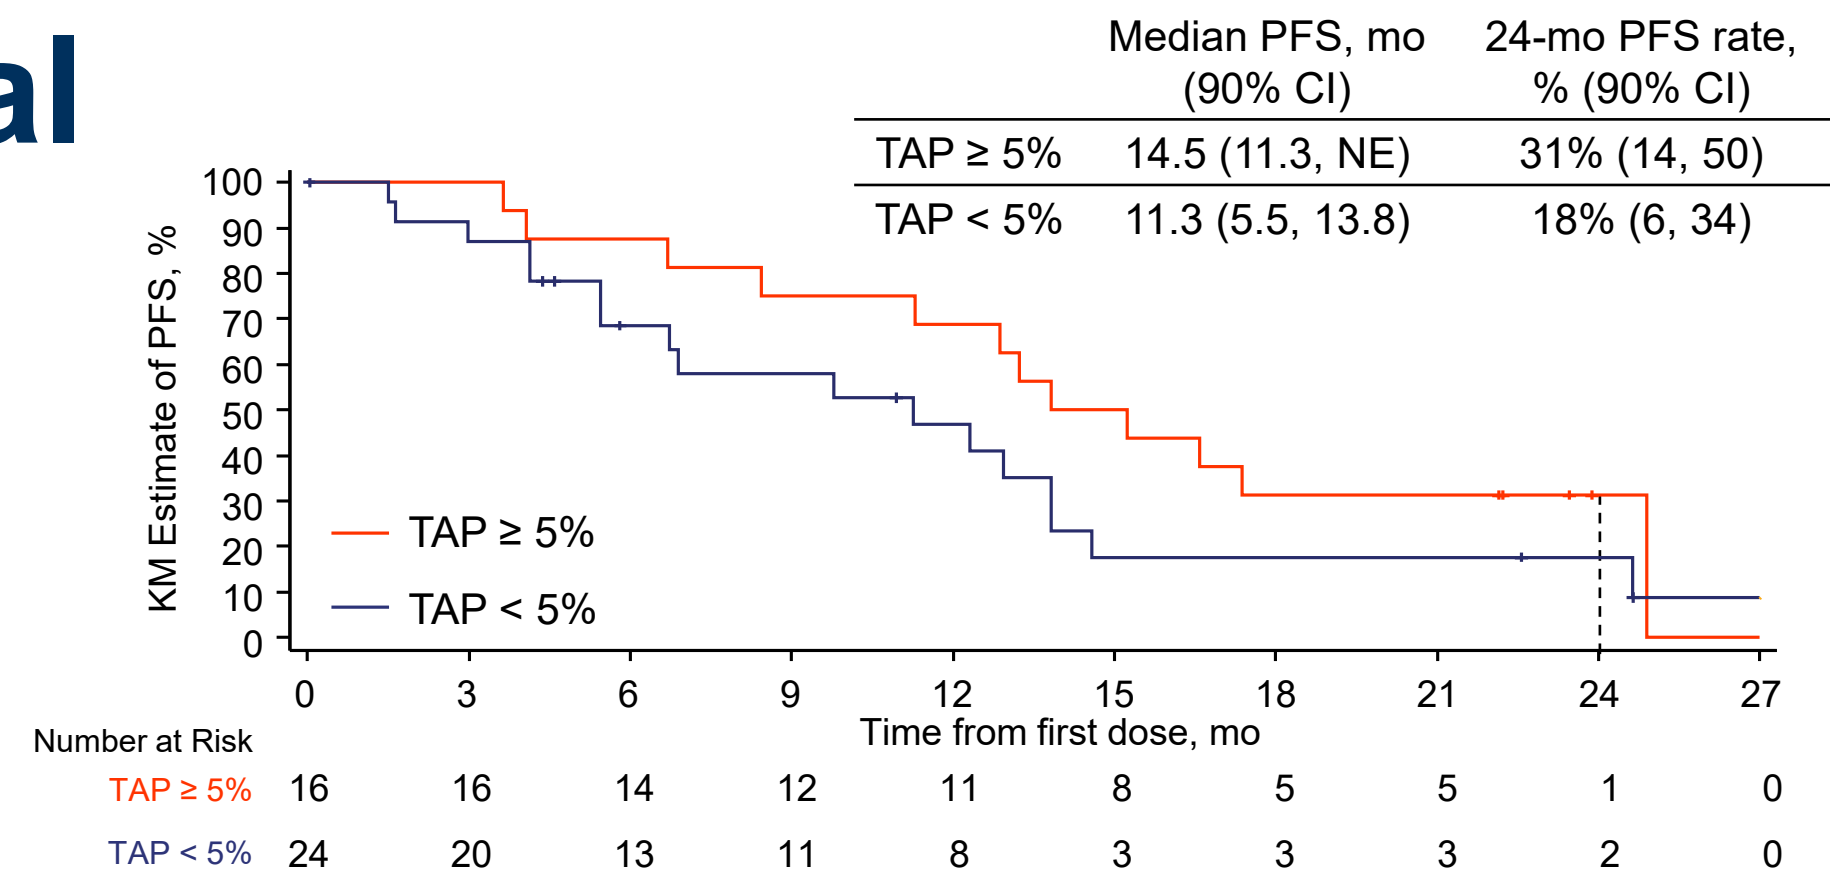 al
Median PFS, mo 24-mo PFS rate,
(90% CI) % (90% CI)
TAP ≥ 5% 14.5 (11.3, NE) 31% (14, 50)
TAP < 5% 11.3 (5.5, 13.8) 18% (6, 34)
KM Estimate of PFS, %
100
90
80
70
60
50
40
30
20
10
0
TAP ≥ 5%
TAP < 5%
0 3 6 9 12 15 18 21 24 27
Time from first dose, mo
Number at Risk
TAP ≥ 5% 16 16 14 12 11 8 5 5 1 0
TAP < 5% 24 20 13 11 8 3 3 3 2 0